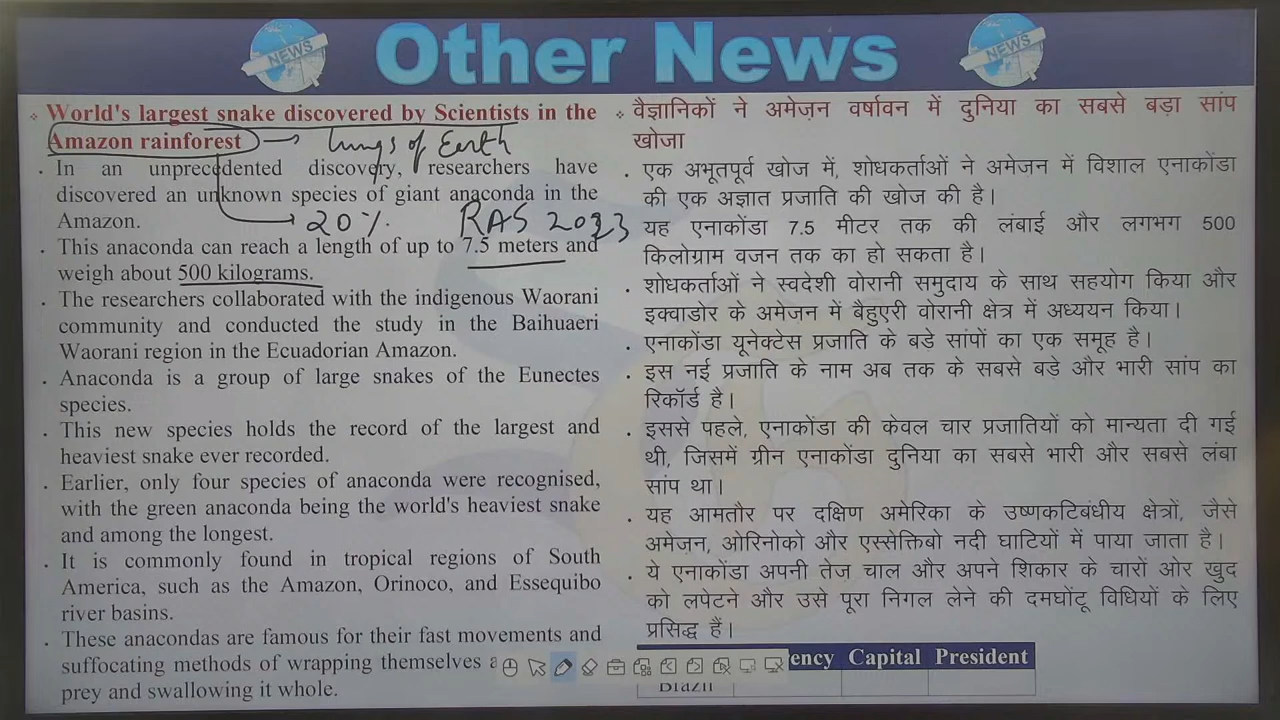 NEWS
Other News
NEWS
World's largest snake discovered by Scientists in the
Amazon rainforest → lungs of Earth
In an unprecedented discovery, researchers have
discovered an unknown species of giant anaconda in the
Amazon. → 20%. RAS 2023
This anaconda can reach a length of up to 7.5 meters and
weigh about 500 kilograms.
The researchers collaborated with the indigenous Waorani
community and conducted the study in the Baihuaeri
Waorani region in the Ecuadorian Amazon.
Anaconda is a group of large snakes of the Eunectes
species.
This new species holds the record of the largest and
heaviest snake ever recorded.
Earlier, only four species of anaconda were recognised,
with the green anaconda being the world's heaviest snake
and among the longest.
It is commonly found in tropical regions of South
America, such as the Amazon, Orinoco, and Essequibo
river basins.
These anacondas are famous for their fast movements and
suffocating methods of wrapping themselves a
prey and swallowing it whole.
वैज्ञानिकों ने अमेज़न वर्षावन में दुनिया का सबसे बड़ा सांप
खोजा
एक अभूतपूर्व खोज में, शोधकर्ताओं ने अमेज़न में विशाल एनाकोंडा
की एक अज्ञात प्रजाति की खोज की है।
यह एनाकोंडा 7.5 मीटर तक की लंबाई और लगभग 500
किलोग्राम वजन तक का हो सकता है।
शोधकर्ताओं ने स्वदेशी वोरानी समुदाय के साथ सहयोग किया और
इक्वाडोर के अमेजन में बैहुएरी वोरानी क्षेत्र में अध्ययन किया।
एनाकोंडा यूनेक्टेस प्रजाति के बड़े सांपों का एक समूह है।
इस नई प्रजाति के नाम अब तक के सबसे बड़े और भारी सांप का
रिकॉर्ड है।
इससे पहले, एनाकोंडा की केवल चार प्रजातियों को मान्यता दी गई
थी, जिसमें ग्रीन एनाकोंडा दुनिया का सबसे भारी और सबसे लंबा
सांप था।
यह आमतौर पर दक्षिण अमेरिका के उष्णकटिबंधीय क्षेत्रों, जैसे
अमेज़न, ओरिनोको और एस्सेक्तिबो नदी घाटियों में पाया जाता है।
ये एनाकोंडा अपनी तेज चाल और अपने शिकार के चारों ओर खुद
को लपेटने और उसे पूरा निगल लेने की दमघोंटू विधियों के लिए
प्रसिद्ध हैं।
ency Capital President